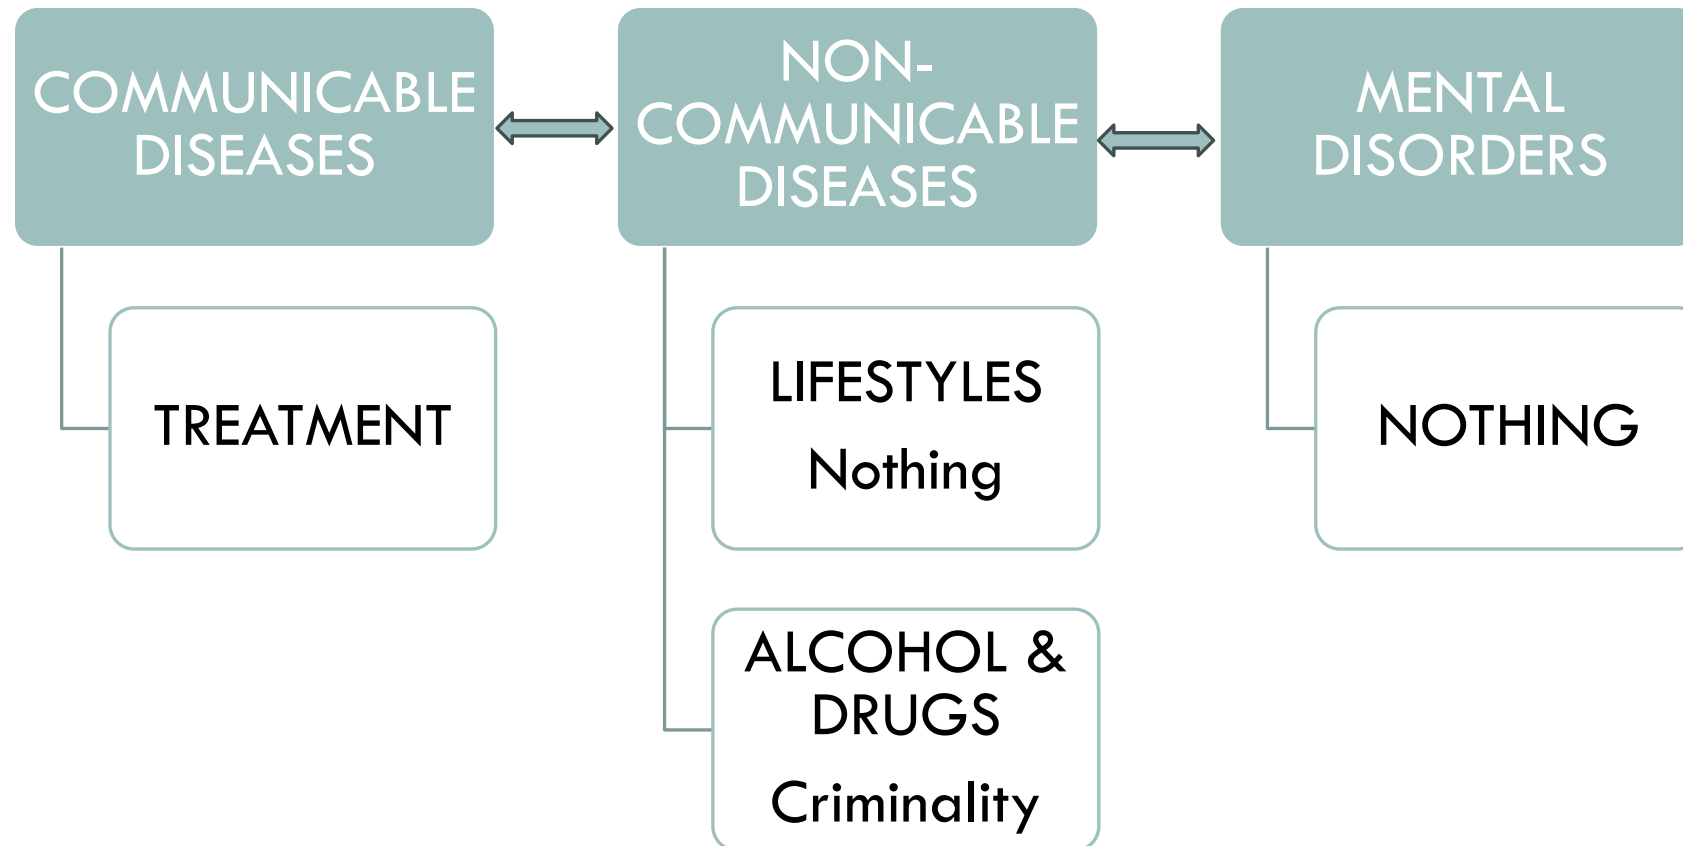 COMMUNICABLE
DISEASES
NON-
COMMUNICABLE
DISEASES
MENTAL
DISORDERS
TREATMENT
LIFESTYLES
Nothing
NOTHING
ALCOHOL &
DRUGS
Criminality